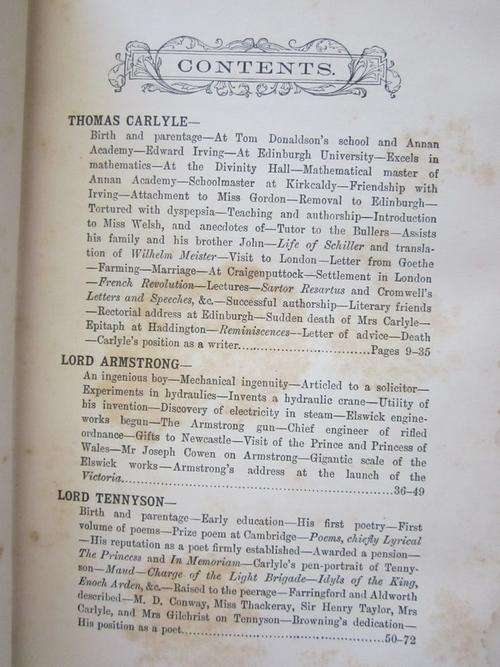 CONTENTS.
THOMAS CARLYLE—
Birth and parentage—At Tom Donaldson's school and Annan
Academy—Edward Irving—At Edinburgh University—Excels in
mathematics—At the Divinity Hall—Mathematical master of
Annan Academy—Schoolmaster at Kirkcaldy—Friendship with
Irving—Attachment to Miss Gordon—Removal to Edinburgh—
Tortured with dyspepsia—Teaching and authorship—Introduction
to Miss Welsh, and anecdotes of—Tutor to the Bullers—Assists
his family and his brother John—Life of Schiller and transla-
tion of Wilhelm Meister—Visit to London—Letter from Goethe
—Farming—Marriage—At Craigenputtock—Settlement in London
—French Revolution—Lectures—Sartor Resartus and Cromwell's
Letters and Speeches, &c.—Successful authorship—Literary friends
—Rectorial address at Edinburgh—Sudden death of Mrs Carlyle—
Epitaph at Haddington—Reminiscences—Letter of advice—Death
—Carlyle's position as a writer..............................Pages 9-35
LORD ARMSTRONG—
An ingenious boy—Mechanical ingenuity—Articled to a solicitor—
Experiments in hydraulics—Invents a hydraulic crane—Utility of
his invention—Discovery of electricity in steam—Elswick engine-
works begun—The Armstrong gun—Chief engineer of rifled
ordnance—Gifts to Newcastle—Visit of the Prince and Princess of
Wales—Mr Joseph Cowen on Armstrong—Gigantic scale of the
Elswick works—Armstrong's address at the launch of the
Victoria..............................................................36-49
LORD TENNYSON—
Birth and parentage—Early education—His first poetry—First
volume of poems—Prize poem at Cambridge—Poems, chiefly Lyrical
—His reputation as a poet firmly established—Awarded a pension—
The Princess and In Memoriam—Carlyle's pen-portrait of Tenny-
son—Maud—Charge of the Light Brigade—Idyls of the King,
Enoch Arden, &c.—Raised to the peerage—Farringford and Aldworth
described—M. D. Conway, Miss Thackeray, Sir Henry Taylor, Mrs
Carlyle, and Mrs Gilchrist on Tennyson—Browning's dedication—
His position as a poet..............................................50-72